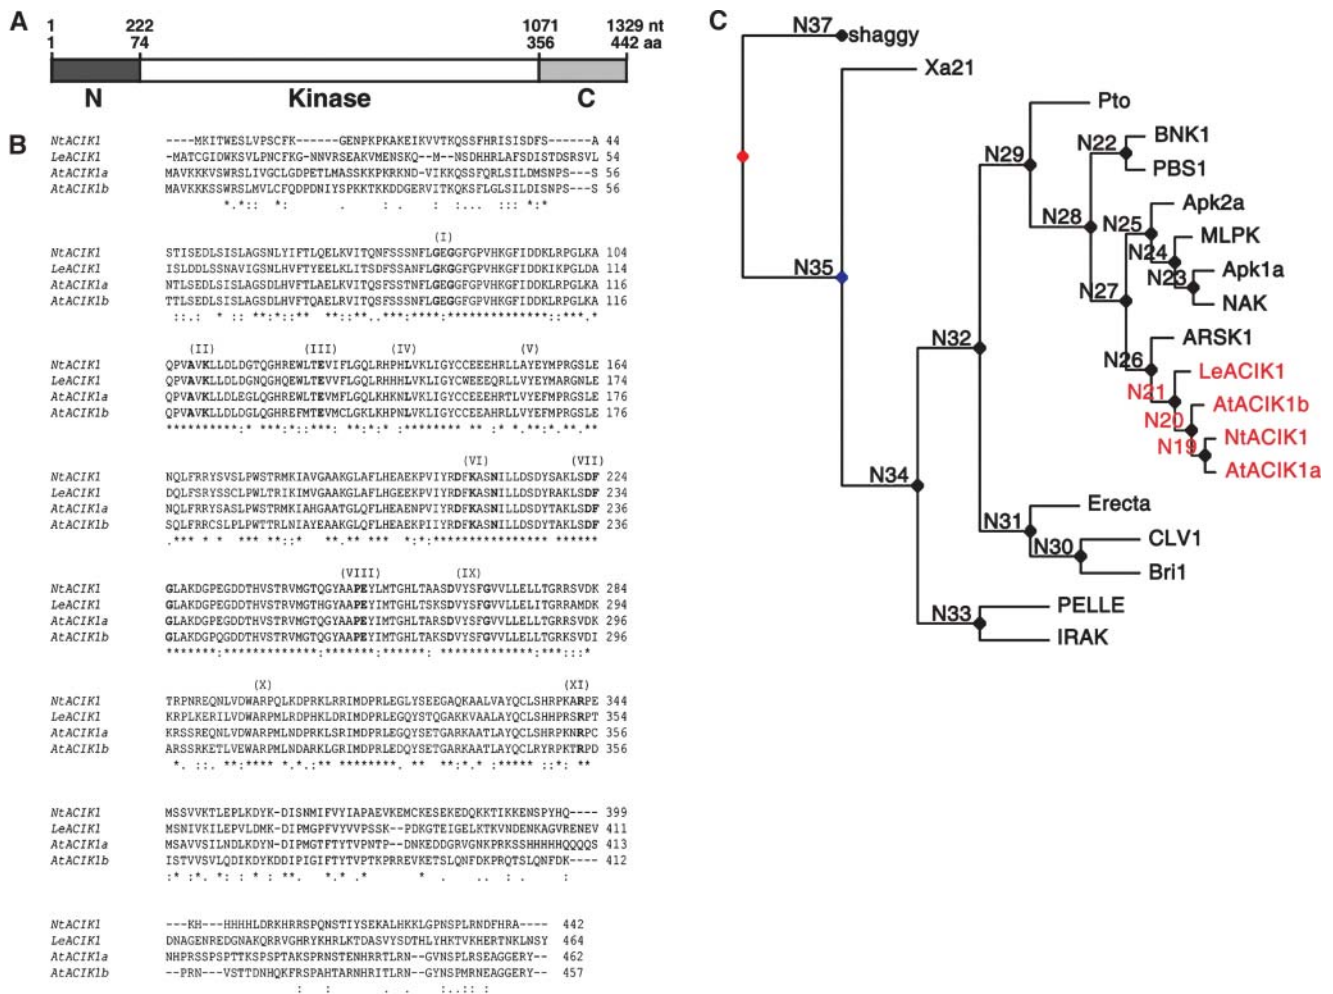 A
1 222 1071 1329 nt
1 74 356 442 aa
N Kinase C
B
NtACIK1 ----MKITWESLVPSCFK------GENPKPKAKEIKVVTKQSSFHRISISDFS------A 44
LeACIK1 -MATCGIDWKSVLPNCFKG-NNVRSEAKVMENSKQ--M--NSDHHRLAFSDISTDSRSVL 54
AtACIK1a MAVKKKVSWRSLIVGCLGDPETLMASSKKPKRKND-VIKKQSSFQRLSILDMSNPS---S 56
AtACIK1b MAVKKKSSWRSLMVLCFQDPDNIYSPKKTKKDDGERVITKQKSFLGLSILDISNPS---S 56
(I)
NtACIK1 STISEDLSISLAGSNLYIFTLQELKVITQNFSSSNFLGEGGFGPVHKGFIDDKLRPGLKA 104
LeACIK1 ISLDDLSSNAVIGSNLHVFTYEELKLITSDFSSANFLGKGGFGPVHKGFIDDKIKPGLDA 114
AtACIK1a NTLSEDLSISLAGSDLHVFTLAELKVITQSFSSTNFLGEGGFGPVHKGFIDDKLRPGLKA 116
AtACIK1b TTLSEDLSISLAGSDLHVFTQAELRVITQSFSSSNFLGEGGFGPVHKGFIDDKLRPGLKA 116
(II) (III) (IV) (V)
NtACIK1 QPVAVKLLDLDGTQGHREWLTEVIFLGQLRHPHLVKLIGYCCEEEHRLLAYEYMPRGSLE 164
LeACIK1 QPVAVKLLDLDGNQGHQEWLTEVVFLGQLRHHHLVKLIGYCWEEEQRLLVYEYMARGNLE 174
AtACIK1a QPVAVKLLDLEGLQGHREWLTEVMFLGQLKHKNLVKLIGYCCEEEHRTLVYEFMPRGSLE 176
AtACIK1b QPVAVKLLDLDGLQGHREFMTEVMCLGKLKHPNLVKLIGYCCEEAHRLLVYEFMPRGSLE 176
(VI) (VII)
NtACIK1 NQLFRRYSVSLPWSTRMKIAVGAAKGLAFLHEAEKPVIYRDFKASNILLDSDYSAKLSDF 224
LeACIK1 DQLFSRYSSCLPWLTRIKIMVGAAKGLAFLHGEEKPVIYRDFKASNILLDSDYRAKLSDF 234
AtACIK1a NQLFRRYSASLPWSTRMKIAHGAATGLQFLHEAENPVIYRDFKASNILLDSDYTAKLSDF 236
AtACIK1b NQLFRRCSLPLPWTTRLNIAYEAAKGLQFLHEAEKPIIYRDFKASNILLDSDYTAKLSDF 236
(VIII) (IX)
NtACIK1 GLAKDGPEGDDTHVSTRVMGTQGYAAPEYLMTGHLTAASDVYSFGVVLLELLTGRRSVDK 284
LeACIK1 GLAKDGPEGDDTHVSTRVMGTHGYAAPEYIMTGHLTSKSDVYSFGVVLLELITGRRAMDK 294
AtACIK1a GLAKDGPEGDDTHVSTRVMGTQGYAAPEYIMTGHLTARSDVYSFGVVLLELLTGRRSVDK 296
AtACIK1b GLAKDGPQGDDTHVSTRVMGTQGYAAPEYIMTGHLTAKSDVYSFGVVLLELLTGRKSVDI 296
(X) (XI)
NtACIK1 TRPNREQNLVDWARPQLKDPRKLRRIMDPRLEGLYSEEGAQKAALVAYQCLSHRPKARPE 344
LeACIK1 KRPLKERILVDWARPMLRDPHKLDRIMDPRLEGQYSTQGAKKVAALAYQCLSHHPRSRPT 354
AtACIK1a KRSSREQNLVDWARPMLNDPRKLSRIMDPRLEGQYSETGARKAATLAYQCLSHRPKNRPC 356
AtACIK1b ARSSRKETLVEWARPMLNDARKLGRIMDPRLEDQYSETGARKAATLAYQCLRYRPKTRPD 356
NtACIK1 MSSVVKTLEPLKDYK-DISNMIFVYIAPAEVKEMCKESEKEDQKKTIKKENSPYHQ---- 399
LeACIK1 MSNIVKILEPVLDMK-DIPMGPFVYVVPSSK--PDKGTEIGELKTKVNDENKAGVRENEV 411
AtACIK1a MSAVVSILNDLKDYN-DIPMGTFTYTVPNTP--DNKEDDGRVGNKPRKSSHHHHHQQQQS 413
AtACIK1b ISTVVSVLQDIKDYKDDIPIGIFTYTVPTKPRREVKETSLQNFDKPRQTSLQNFDK---- 412
NtACIK1 ---KH---HHHHLDRKHRRSPQNSTIYSEKALHKKLGPNSPLRNDFHRA---- 442
LeACIK1 DNAGENREDGNAKQRRVGHRYKHRLKTDASVYSDTHLYHKTVKHERTNKLNSY 464
AtACIK1a NHPRSSPSPTTKSPSPTAKSPRNSTENHRRTLRN--GVNSPLRSEAGGERY-- 462
AtACIK1b --PRN---VSTTDNHQKFRSPAHTARNHRITLRN--GYNSPMRNEAGGERY-- 457
C
N37 shaggy
Xa21
Pto
BNK1
N22
N29
PBS1
Apk2a
N28
N25
MLPK
N24
Apk1a
N35
N23
N27
NAK
N32
ARSK1
N26
LeACIK1
N21
AtACIK1b
N20
NtACIK1
N19
AtACIK1a
N34
Erecta
N31
CLV1
N30
Bri1
PELLE
N33
IRAK